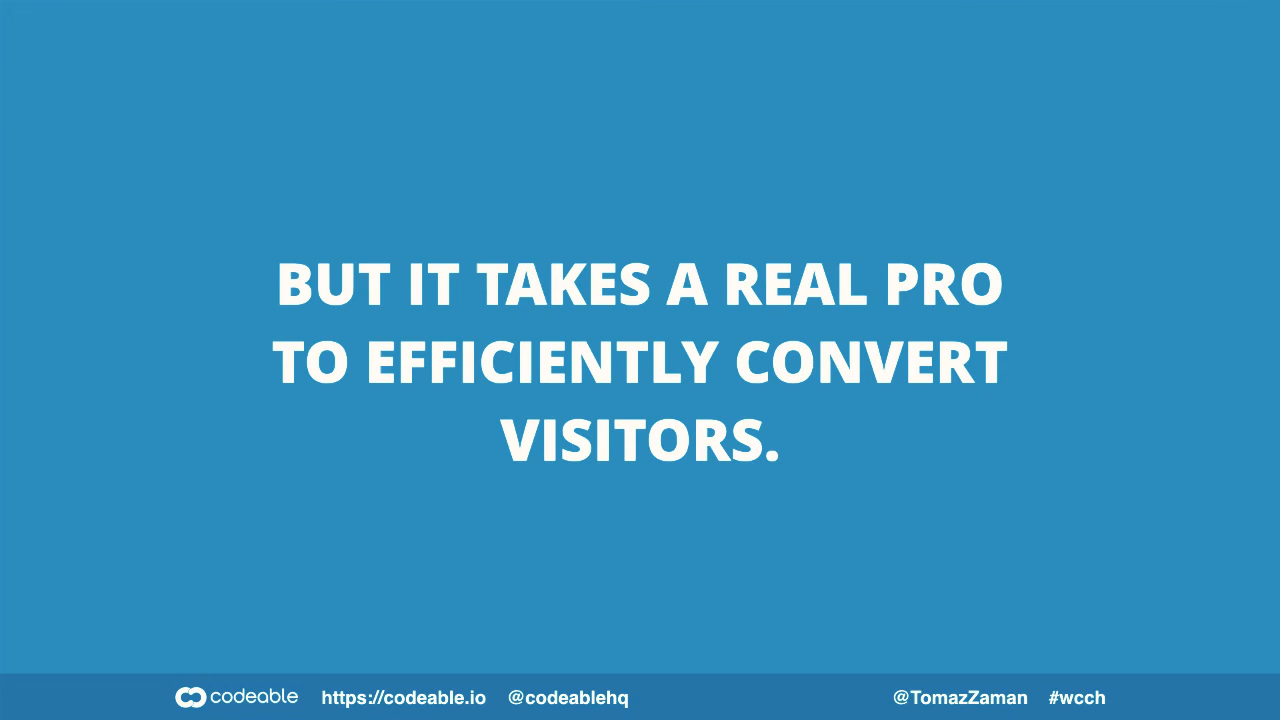 BUT IT TAKES A REAL PRO
TO EFFICIENTLY CONVERT
VISITORS.
codeable https://codeable.io @codeablehq @TomazZaman #wcch